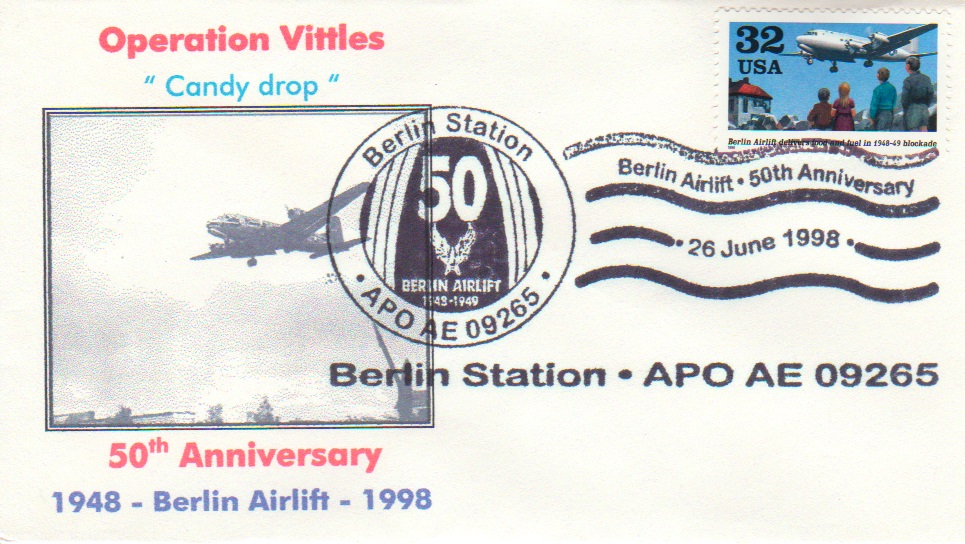 Operation Vittles
“ Candy drop “
32
USA
Berlin Airlift delivers food and fuel in 1948-49 blockade
Berlin Station
50
BERLIN AIRLIFT
1948-1949
• APO AE 09265 •
Berlin Airlift • 50th Anniversary
• 26 June 1998 •
Berlin Station • APO AE 09265
50th Anniversary
1948 - Berlin Airlift - 1998